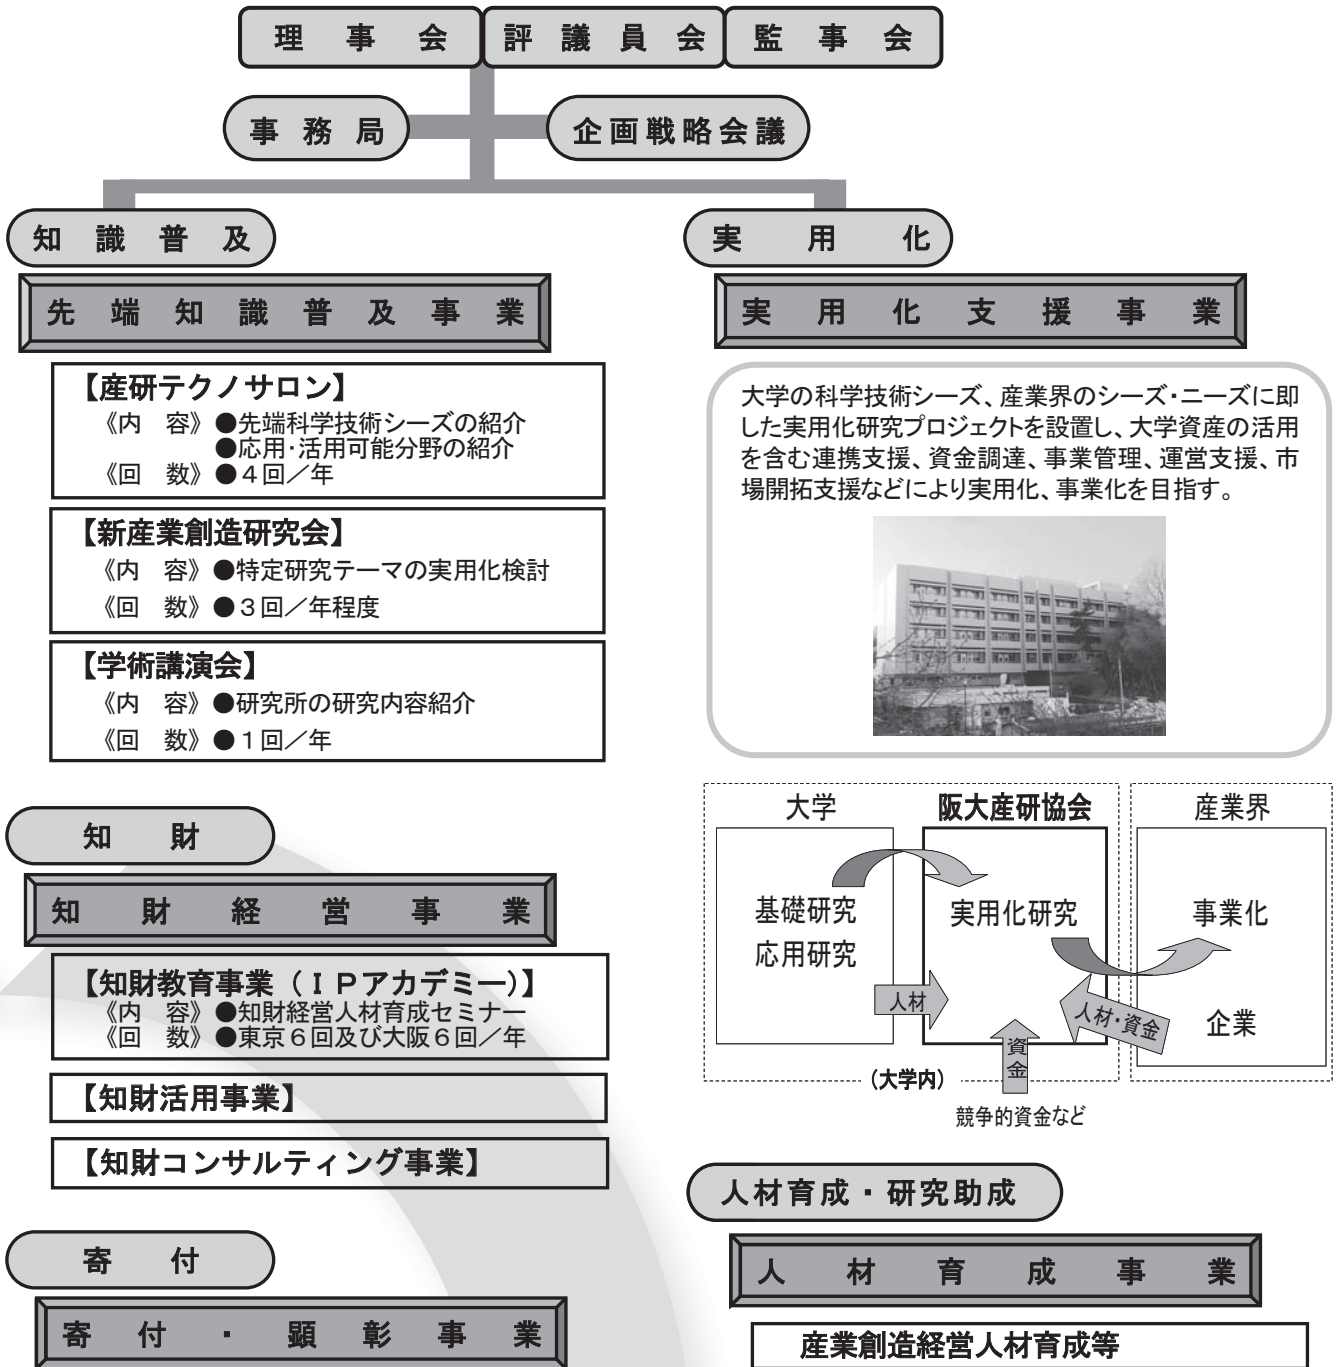 理事会 評議員会 監事会
事務局 企画戦略会議
知識普及
先端知識普及事業
【産研テクノサロン】
《内　容》●先端科学技術シーズの紹介
●応用・活用可能分野の紹介
《回　数》●４回／年
【新産業創造研究会】
《内　容》●特定研究テーマの実用化検討
《回　数》●３回／年程度
【学術講演会】
《内　容》●研究所の研究内容紹介
《回　数》●１回／年
実用化
実用化支援事業
大学の科学技術シーズ、産業界のシーズ・ニーズに即
した実用化研究プロジェクトを設置し、大学資産の活用
を含む連携支援、資金調達、事業管理、運営支援、市
場開拓支援などにより実用化、事業化を目指す。
大学 阪大産研協会 産業界
基礎研究 実用化研究 事業化
応用研究
人材 人材・資金 企業
資金
（大学内）
競争的資金など
知財
知財経営事業
【知財教育事業（ＩＰアカデミー）】
《内　容》●知財経営人材育成セミナー
《回　数》●東京６回及び大阪６回／年
【知財活用事業】
【知財コンサルティング事業】
寄付
寄付・顕彰事業
人材育成・研究助成
人材育成事業
産業創造経営人材育成等